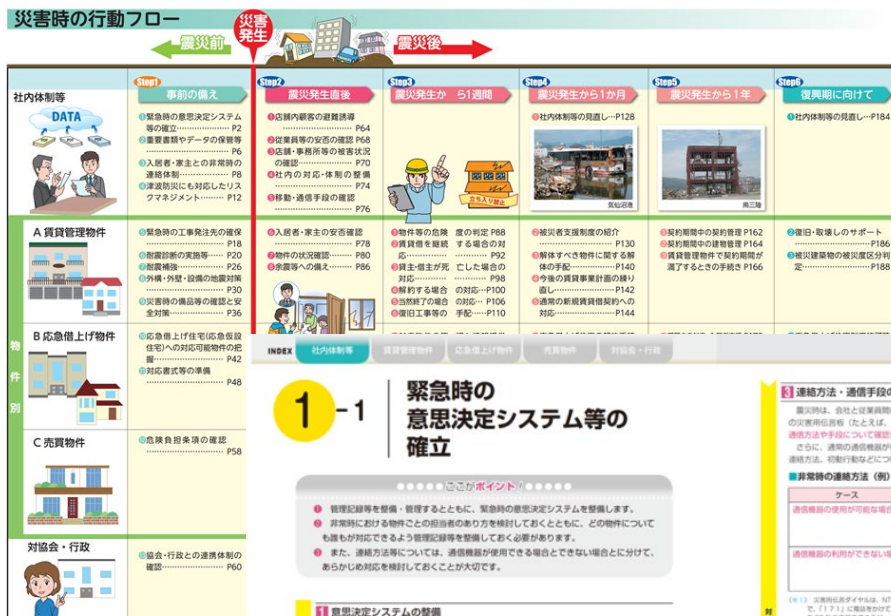 災害時の行動フロー
震災前
災害
発生
震災後
社内体制等
DATA
Step1
事前の備え
❶緊急時の意思決定システム
等の確立……P2
❷重要書類やデータの保管等
……P6
❸入居者・家主との非常時の
連絡体制……P8
❹津波防災にも対応したリス
クマネジメント……P12
Step2
震災発生直後
❶店舗内顧客の避難誘導
……P64
❷従業員等の安否の確認 P68
❸店舗・事務所等の被害状況
の確認……P70
❹社内の対応・体制の整備
……P74
❺移動・通信手段の確認
……P76
Step3
震災発生か ら1週間
立ち入り禁止
Step4
震災発生から1か月
❶社内体制等の見直し…P128
気仙沼港
Step5
震災発生から1年
南三陸
Step6
復興期に向けて
❶社内体制等の見直し…P184
物件別
A 賃貸管理物件
❺緊急時の工事発注先の確保
……P18
❻耐震診断の実施等……P20
❼耐震補強……P26
❽外構・外壁・設備の地震対策
……P30
❾災害時の備品等の確認と安
全対策……P36
❻入居者・家主の安否確認
……P78
❼物件の状況確認……P80
❽余震等への備え……P86
❶物件等の危険 度の判定 P88
❷賃貸借を継続 する場合の対
応……P92
❸貸主・借主が死 亡した場合の
対応……P98
❹解約する場合 の対応…P100
❺当然終了の場合 の対応…P106
❻復旧工事等の 手配……P110
❷被災者支援制度の紹介
……P130
❸解体すべき物件に関する解
体の手配……P140
❹今後の賃貸事業計画の練り
直し……P142
❺通常の新規賃貸借契約への
対応……P144
❶契約期間中の契約管理 P162
❷契約期間中の建物管理 P164
❸賃貸管理物件で契約期間が
満了するときの手続き P166
❷復旧・取壊しのサポート
……P186
❸被災建築物の被災度区分判
定……P188
B 応急借上げ物件
❿応急借上げ住宅(応急仮設
住宅)への対応可能物件の把
握……P42
⓫対応書式等の準備
……P48
C 売買物件
⓬危険負担条項の確認
……P58
対協会・行政
⓭協会・行政との連携体制の
確認……P60
INDEX 社内体制等 賃貸管理物件 応急借上げ物件 売買物件 対協会・行政
1-1
緊急時の
意思決定システム等の
確立
ここがポイント！
❶ 管理記録等を整備・管理するとともに、緊急時の意思決定システムを整備します。
❷ 非常時における物件ごとの担当者のあり方を検討しておくとともに、どの物件について
も誰もが対応できるよう管理記録等を整備しておく必要があります。
❸ また、連絡方法等については、通信機器が使用できる場合とできない場合とに分けて、
あらかじめ対応を検討しておくことが大切です。
1 意思決定システムの整備
3 連絡方法・通信手段の
震災時は、会社と従業員間
の災害用伝言板（たとえば、
通信方法や手段について確認
さらに、通常の通信機器が
連絡方法、初動行動などにつ
■非常時の連絡方法（例）
ケース
通信機器の使用が可能な場合
通信機器の利用ができない場
対